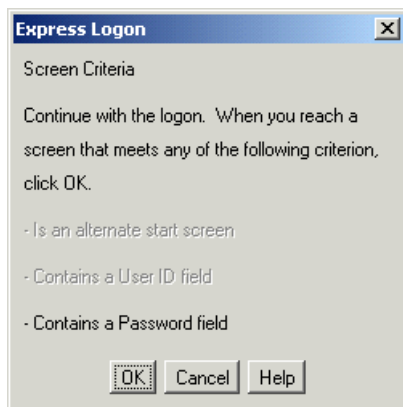 Express Logon
Screen Criteria
Continue with the logon. When you reach a
screen that meets any of the following criterion,
click OK.
- Is an alternate start screen
- Contains a User ID field
- Contains a Password field
OK Cancel Help